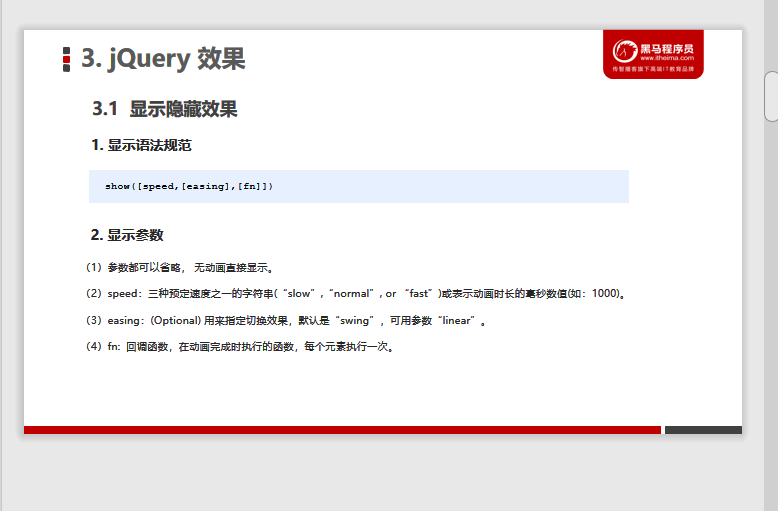 3. jQuery 效果
黑马程序员
www.itheima.com
传智播客旗下高端IT教育品牌
3.1 显示隐藏效果
1. 显示语法规范
show([speed,[easing],[fn]])
2. 显示参数
（1）参数都可以省略， 无动画直接显示。
（2）speed：三种预定速度之一的字符串(“slow”,“normal”, or “fast”)或表示动画时长的毫秒数值(如：1000)。
（3）easing：(Optional) 用来指定切换效果，默认是“swing”，可用参数“linear”。
（4）fn: 回调函数，在动画完成时执行的函数，每个元素执行一次。